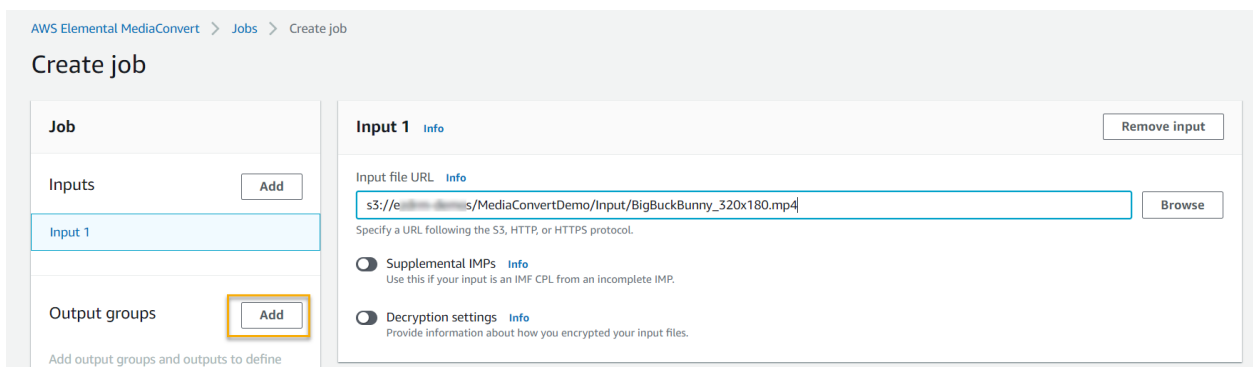 AWS Elemental MediaConvert > Jobs > Create job
Create job
Job
Inputs
Add
Input 1
Output groups
Add
Add output groups and outputs to define
Input 1 Info
Remove input
Input file URL Info
s3://e s/MediaConvertDemo/Input/BigBuckBunny_320x180.mp4
Browse
Specify a URL following the S3, HTTP, or HTTPS protocol.
Supplemental IMPs Info
Use this if your input is an IMF CPL from an incomplete IMP.
Decryption settings Info
Provide information about how you encrypted your input files.